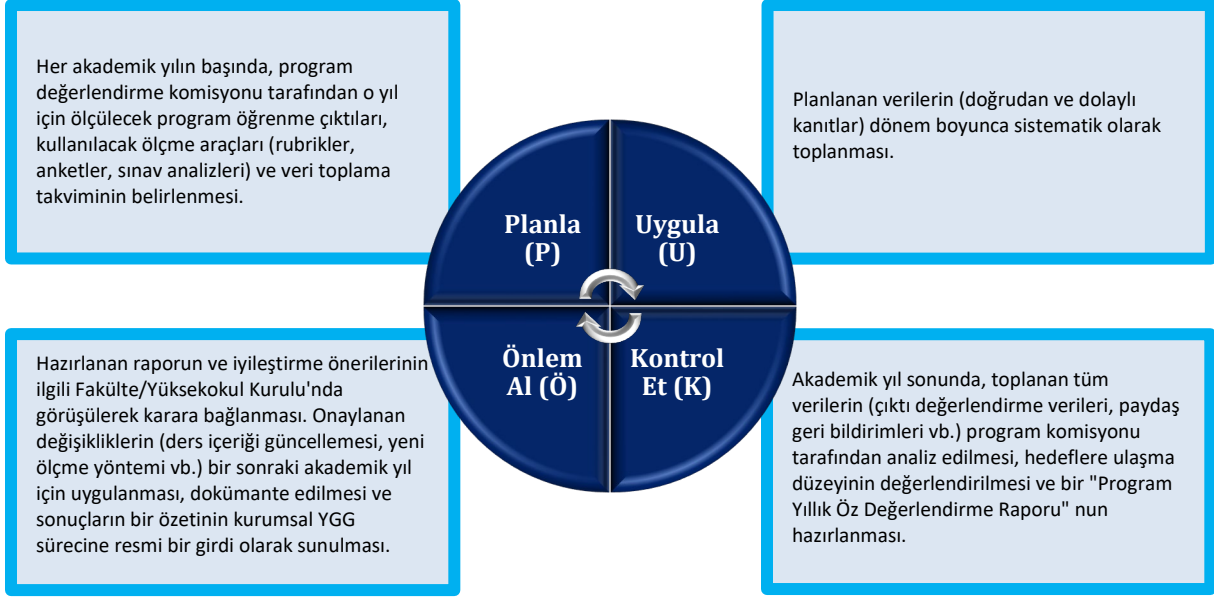 Her akademik yılın başında, program
değerlendirme komisyonu tarafından o yıl
için ölçülecek program öğrenme çıktıları,
kullanılacak ölçme araçları (rubrikler,
anketler, sınav analizleri) ve veri toplama
takviminin belirlenmesi.
Planlanan verilerin (doğrudan ve dolaylı
kanıtlar) dönem boyunca sistematik olarak
toplanması.
Planla
(P)
Uygula
(U)
Önlem
Al (Ö)
Kontrol
Et (K)
Hazırlanan raporun ve iyileştirme önerilerinin
ilgili Fakülte/Yüksekokul Kurulu'nda
görüşülerek karara bağlanması. Onaylanan
değişikliklerin (ders içeriği güncellemesi, yeni
ölçme yöntemi vb.) bir sonraki akademik yıl
için uygulanması, dokümante edilmesi ve
sonuçların bir özetinin kurumsal YGG
sürecine resmi bir girdi olarak sunulması.
Akademik yıl sonunda, toplanan tüm
verilerin (çıktı değerlendirme verileri, paydaş
geri bildirimleri vb.) program komisyonu
tarafından analiz edilmesi, hedeflere ulaşma
düzeyinin değerlendirilmesi ve bir "Program
Yıllık Öz Değerlendirme Raporu" nun
hazırlanması.